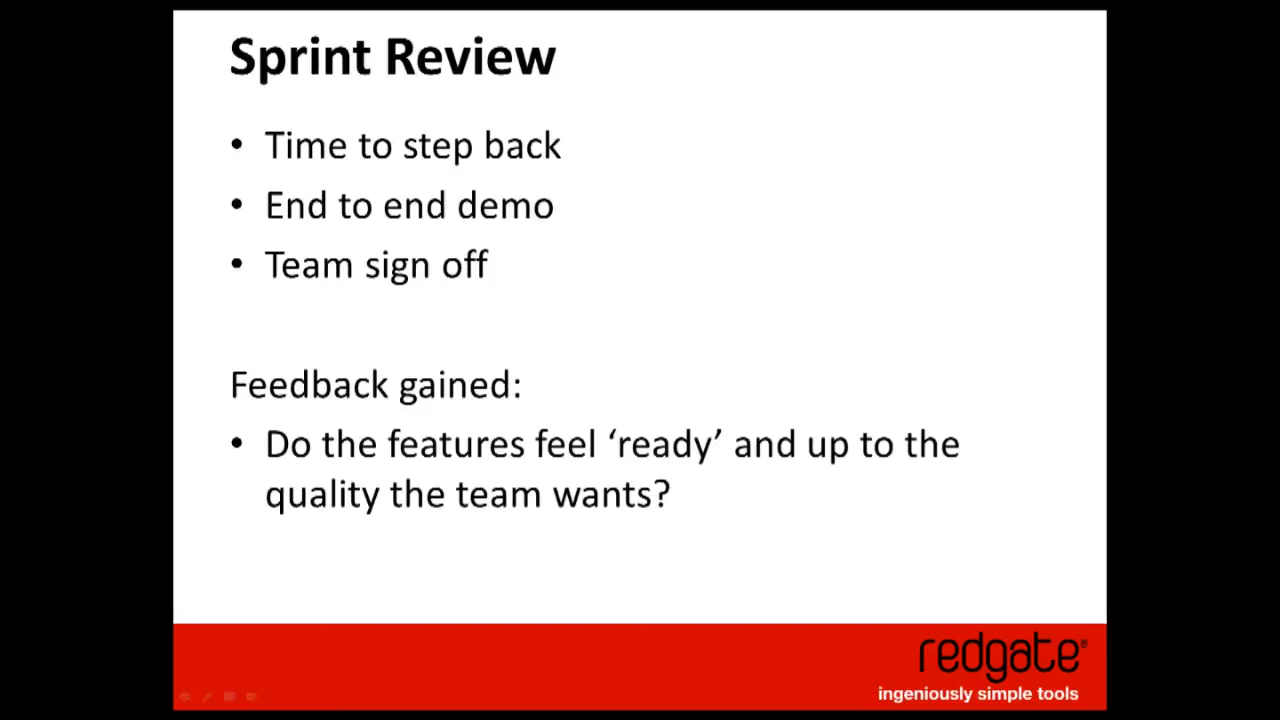 Sprint Review
• Time to step back
• End to end demo
• Team sign off
Feedback gained:
• Do the features feel ‘ready’ and up to the
quality the team wants?
redgate®
ingeniously simple tools